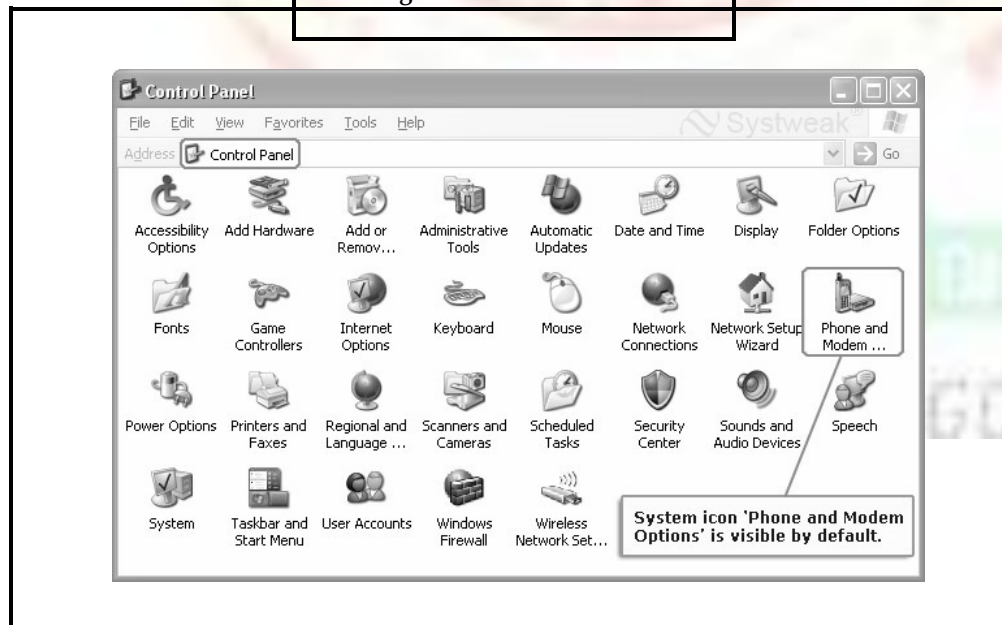 Control Panel
File Edit View Favorites Tools Help
Systweak®
Address Control Panel Go
Accessibility Options
Add Hardware
Add or Remov...
Administrative Tools
Automatic Updates
Date and Time
Display
Folder Options
Fonts
Game Controllers
Internet Options
Keyboard
Mouse
Network Connections
Network Setup Wizard
Phone and Modem ...
Power Options
Printers and Faxes
Regional and Language ...
Scanners and Cameras
Scheduled Tasks
Security Center
Sounds and Audio Devices
Speech
System
Taskbar and Start Menu
User Accounts
Windows Firewall
Wireless Network Set...
System icon 'Phone and Modem
Options' is visible by default.